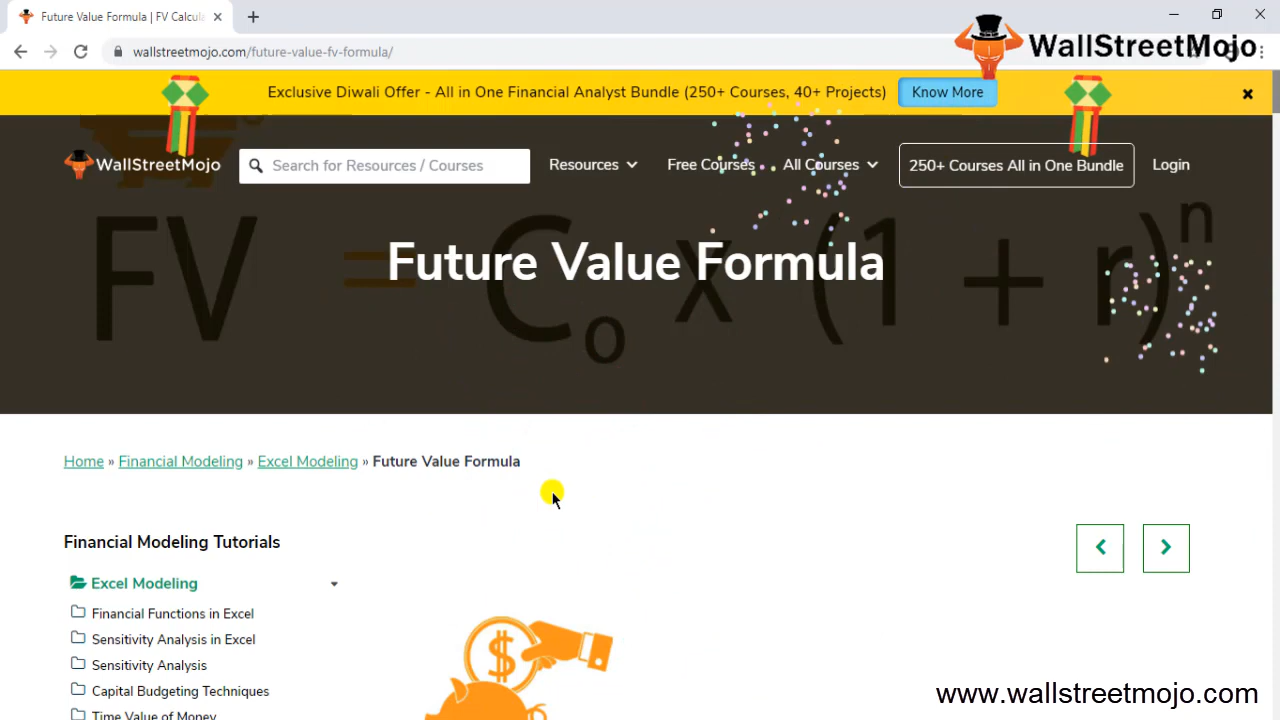 Future Value Formula | FV Calcula
wallstreetmojo.com/future-value-fv-formula/
WallStreetMojo
Exclusive Diwali Offer - All in One Financial Analyst Bundle (250+ Courses, 40+ Projects)
Know More
WallStreetMojo
Search for Resources / Courses
Resources
Free Courses
All Courses
250+ Courses All in One Bundle
Login
FV = C₀ x (1 + r)ⁿ
Future Value Formula
Home » Financial Modeling » Excel Modeling » Future Value Formula
Financial Modeling Tutorials
Excel Modeling
Financial Functions in Excel
Sensitivity Analysis in Excel
Sensitivity Analysis
Capital Budgeting Techniques
Time Value of Money
$
www.wallstreetmojo.com